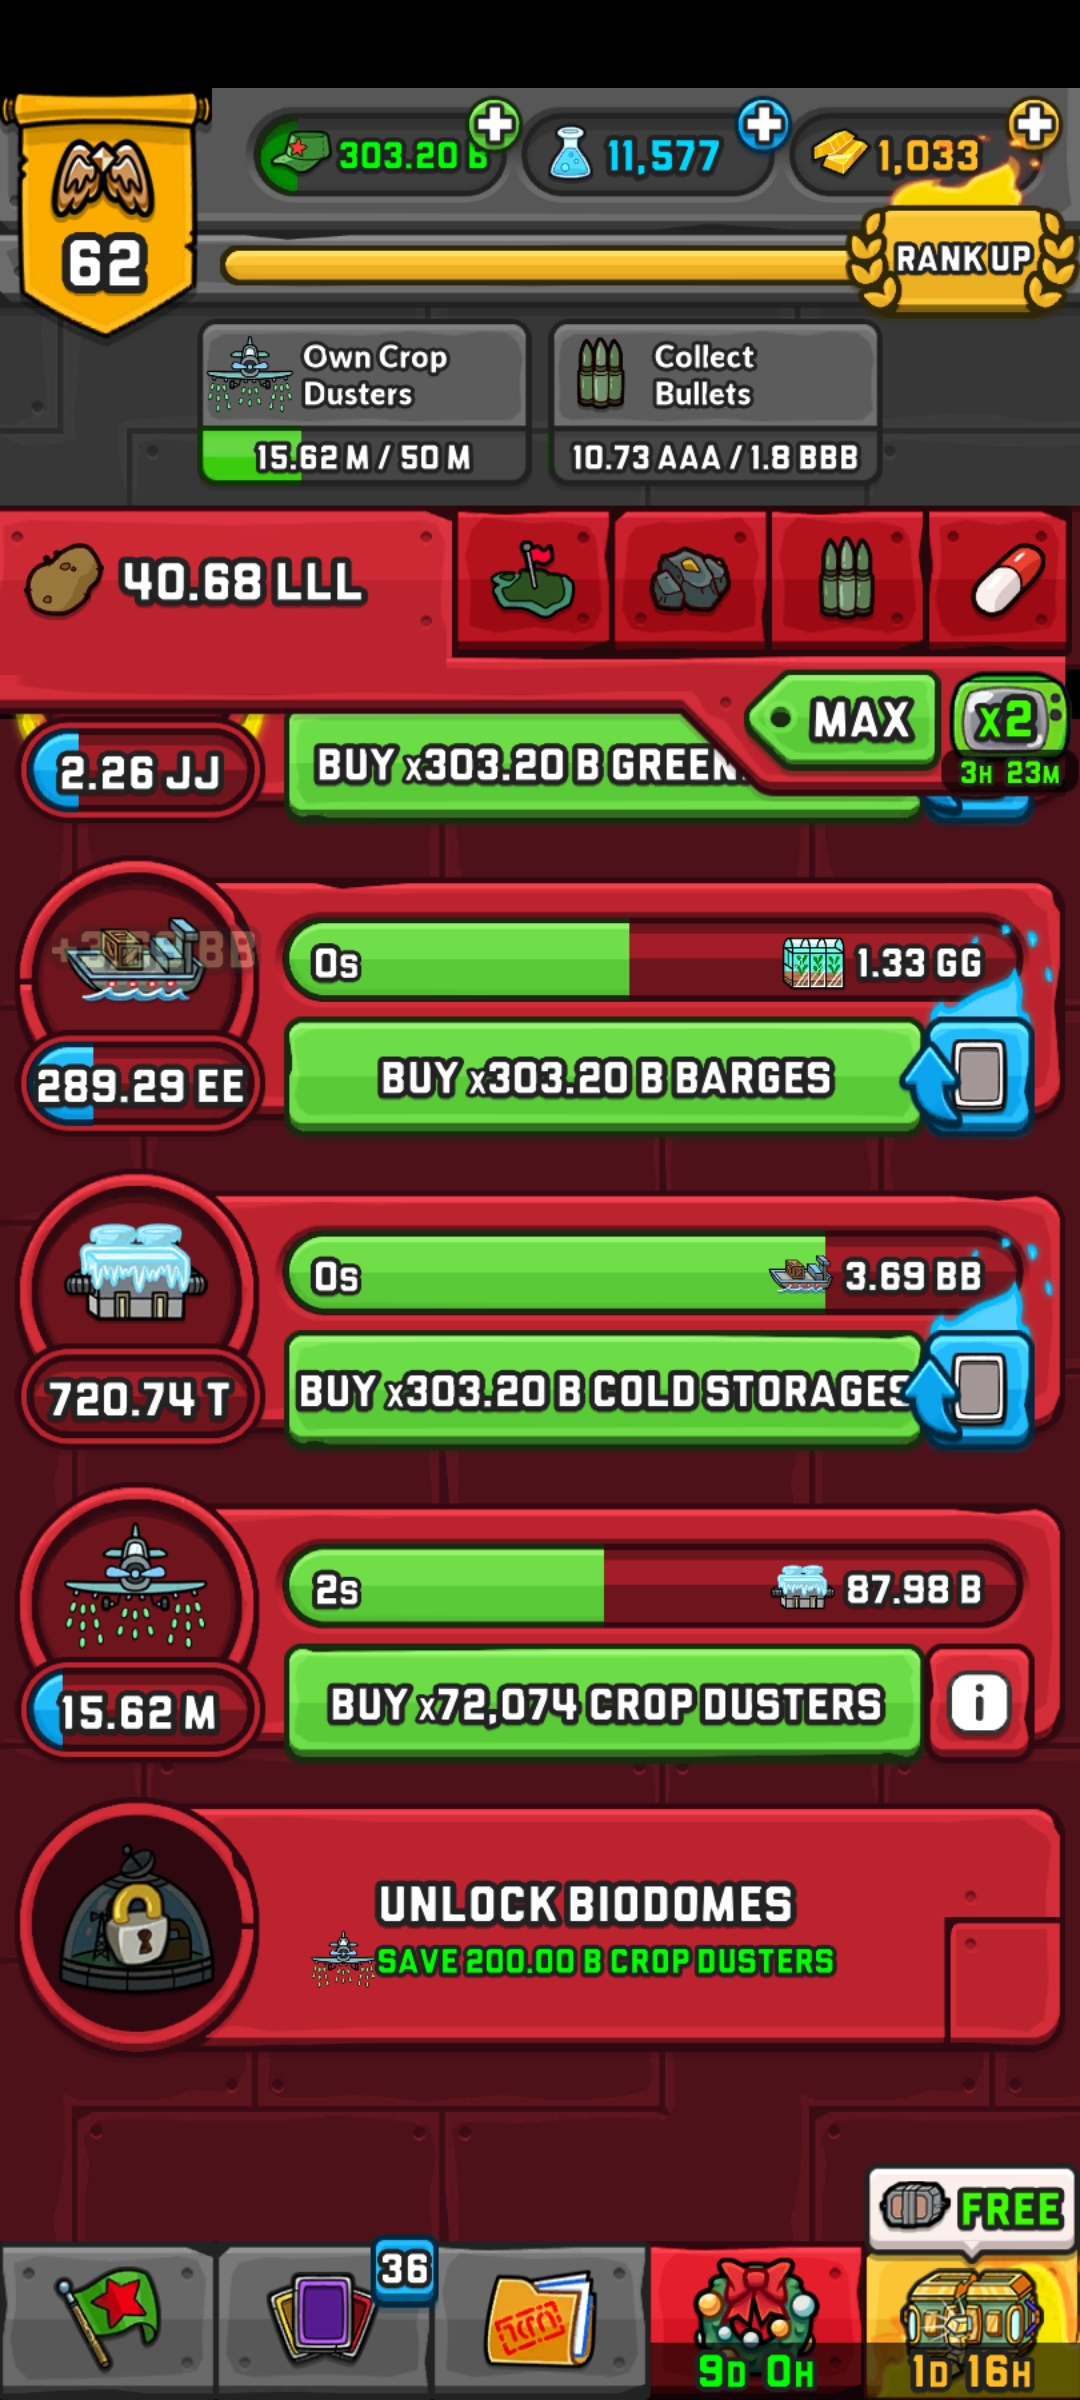 303.20 B
11,577
1,033
62
RANK UP
Own Crop
Dusters
Collect
Bullets
15.62 M / 50 M
10.73 AAA / 1.8 BBB
40.68 LLL
MAX
x2
3H 23M
2.26 JJ
BUY x303.20 B GREEN
0s
1.33 GG
289.29 EE
BUY x303.20 B BARGES
0s
3.69 BB
720.74 T
BUY x303.20 B COLD STORAGES
2s
87.98 B
15.62 M
BUY x72,074 CROP DUSTERS
i
UNLOCK BIODOMES
SAVE 200.00 B CROP DUSTERS
FREE
36
9D 0H
1D 16H